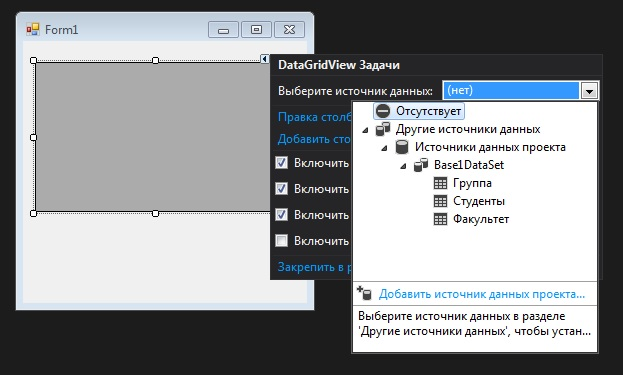 Form1
DataGridView Задачи
Выберите источник данных: (нет)
Правка столб
Добавить сто
Включить
Включить
Включить
Включить
Закрепить в р
Отсутствует
Другие источники данных
Источники данных проекта
Base1DataSet
Группа
Студенты
Факультет
Добавить источник данных проекта...
Выберите источник данных в разделе
'Другие источники данных', чтобы устан...